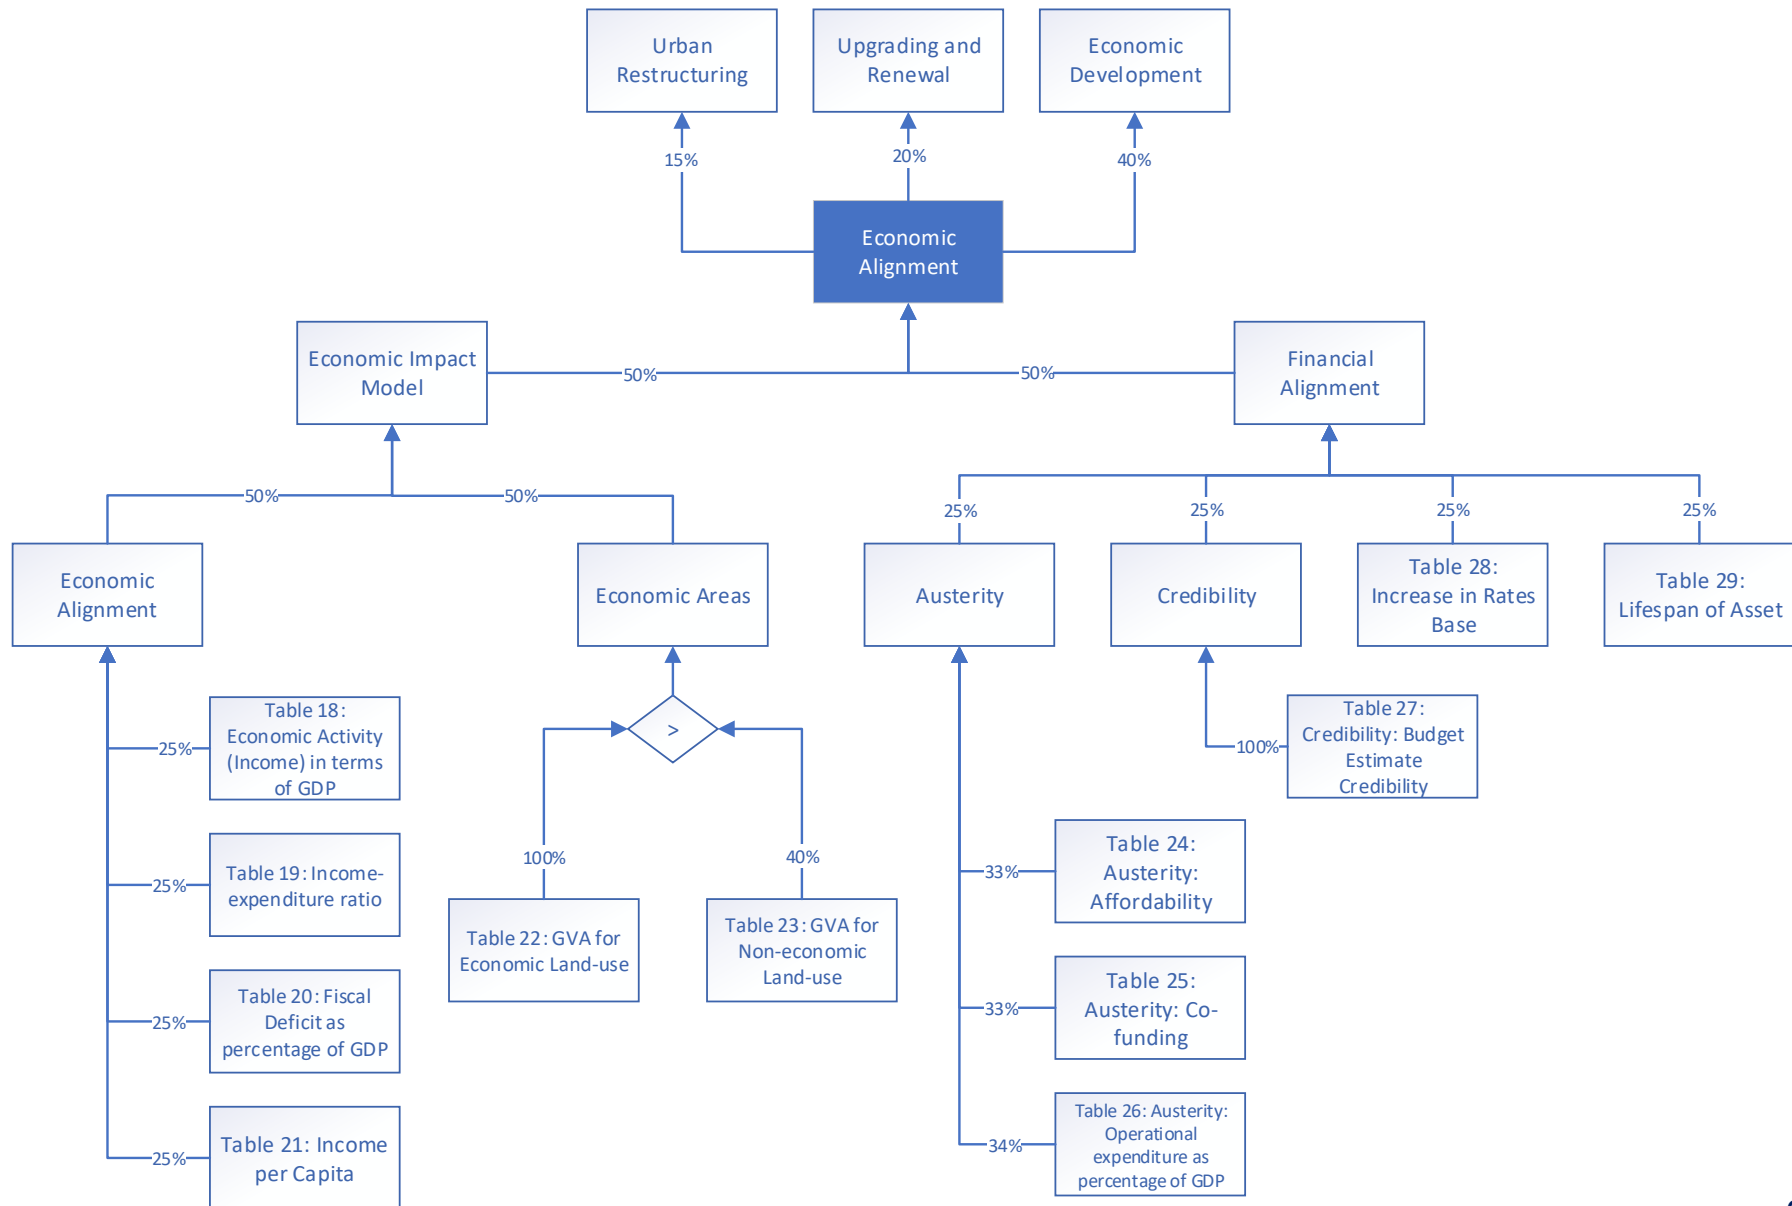 Urban
Restructuring
Upgrading and
Renewal
Economic
Development
15%
20%
40%
Economic
Alignment
Economic Impact
Model
50%
50%
Financial
Alignment
50%
50%
25%
25%
25%
25%
Economic
Alignment
Economic Areas
Austerity
Credibility
Table 28:
Increase in Rates
Base
Table 29:
Lifespan of Asset
25%
Table 18:
Economic Activity
(Income) in terms
of GDP
>
100%
Table 27:
Credibility: Budget
Estimate
Credibility
25%
Table 19: Income-
expenditure ratio
100%
40%
33%
Table 24:
Austerity:
Affordability
Table 22: GVA for
Economic Land-use
Table 23: GVA for
Non-economic
Land-use
25%
Table 20: Fiscal
Deficit as
percentage of GDP
33%
Table 25:
Austerity: Co-
funding
25%
Table 21: Income
per Capita
34%
Table 26: Austerity:
Operational
expenditure as
percentage of GDP